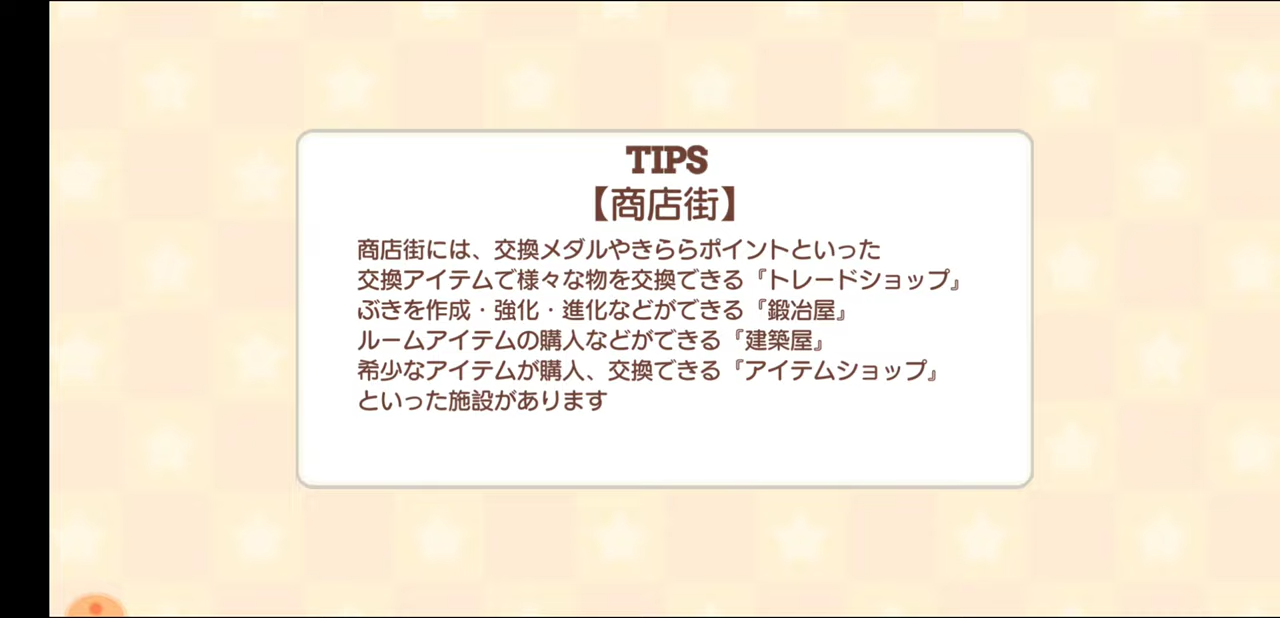 TIPS
【商店街】
商店街には、交換メダルやきららポイントといった
交換アイテムで様々な物を交換できる『トレードショップ』
ぶきを作成・強化・進化などができる『鍛冶屋』
ルームアイテムの購入などができる『建築屋』
希少なアイテムが購入、交換できる『アイテムショップ』
といった施設があります